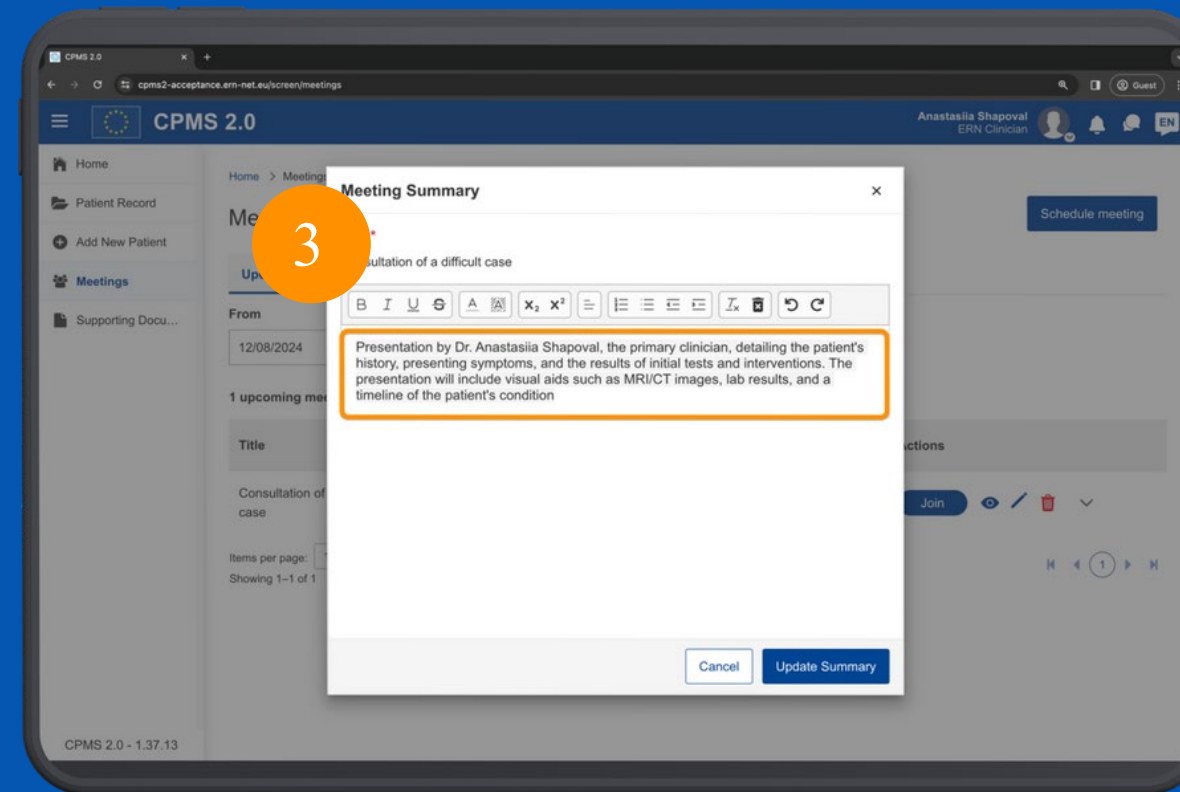 CPMS 2.0
cpms2-acceptance.ern-net.eu/screen/meetings
Guest
CPMS 2.0
Anastasiia Shapoval
ERN Clinician
EN
Home
Patient Record
Add New Patient
Meetings
Supporting Docu...
CPMS 2.0 - 1.37.13
Home > Meetings
Me
Schedule meeting
Up
From
12/08/2024
1 upcoming mee
Title
Actions
Consultation of
case
Join
Items per page:
Showing 1–1 of 1
1
3
Meeting Summary
*
sultation of a difficult case
B I U S A A X₂ X² Tx
Presentation by Dr. Anastasiia Shapoval, the primary clinician, detailing the patient's
history, presenting symptoms, and the results of initial tests and interventions. The
presentation will include visual aids such as MRI/CT images, lab results, and a
timeline of the patient's condition
Cancel
Update Summary